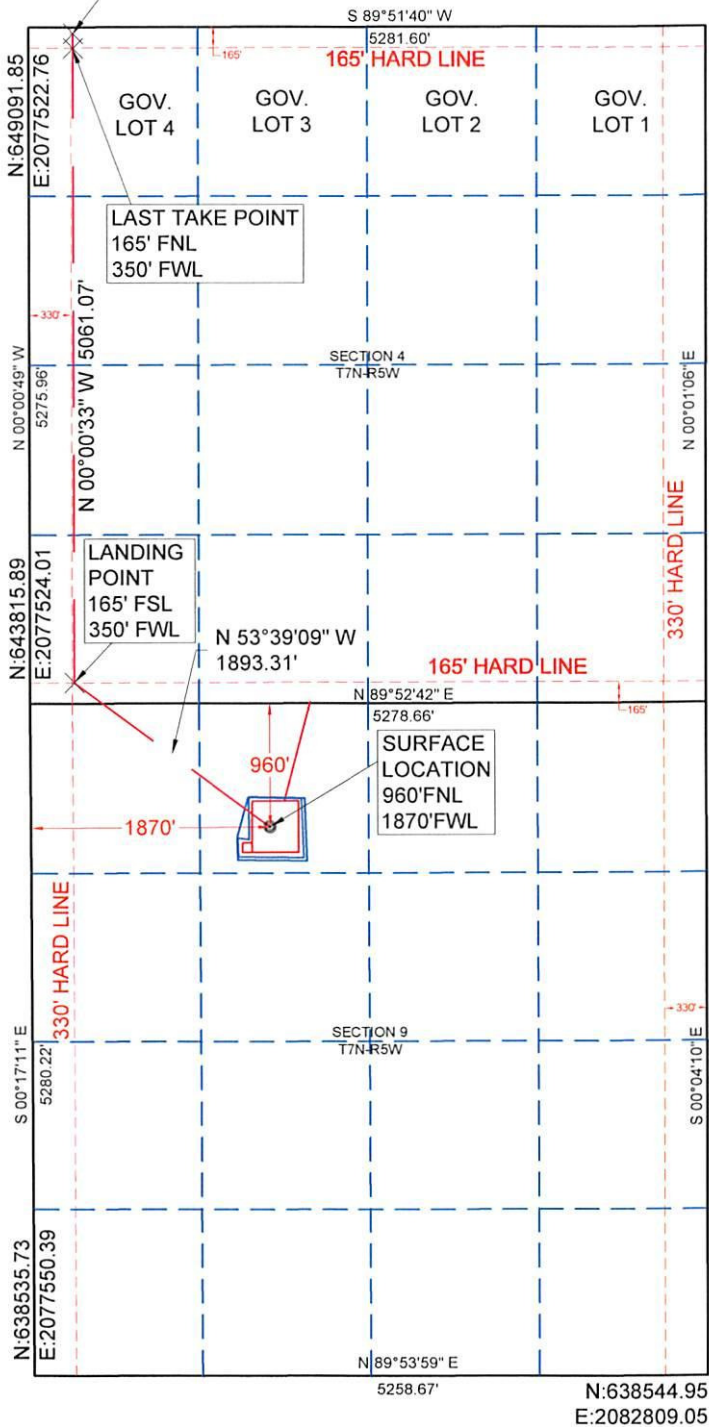 S 89°51'40" W
5281.60'
165'
165' HARD LINE
N:649091.85
E:2077522.76
GOV.
LOT 4
GOV.
LOT 3
GOV.
LOT 2
GOV.
LOT 1
LAST TAKE POINT
165' FNL
350' FWL
330'
N 00°00'33" W 5061.07'
SECTION 4
T7N-R5W
N 00°00'49" W
5275.96'
N 00°01'06" E
330' HARD LINE
LANDING
POINT
165' FSL
350' FWL
N:643815.89
E:2077524.01
N 53°39'09" W
1893.31'
165' HARD LINE
N 89°52'42" E
5278.66'
165'
960'
SURFACE
LOCATION
960'FNL
1870'FWL
1870'
330' HARD LINE
330'
SECTION 9
T7N-R5W
S 00°17'11" E
5280.22'
S 00°04'10" E
N:638535.73
E:2077550.39
N 89°53'59" E
5258.67'
N:638544.95
E:2082809.05